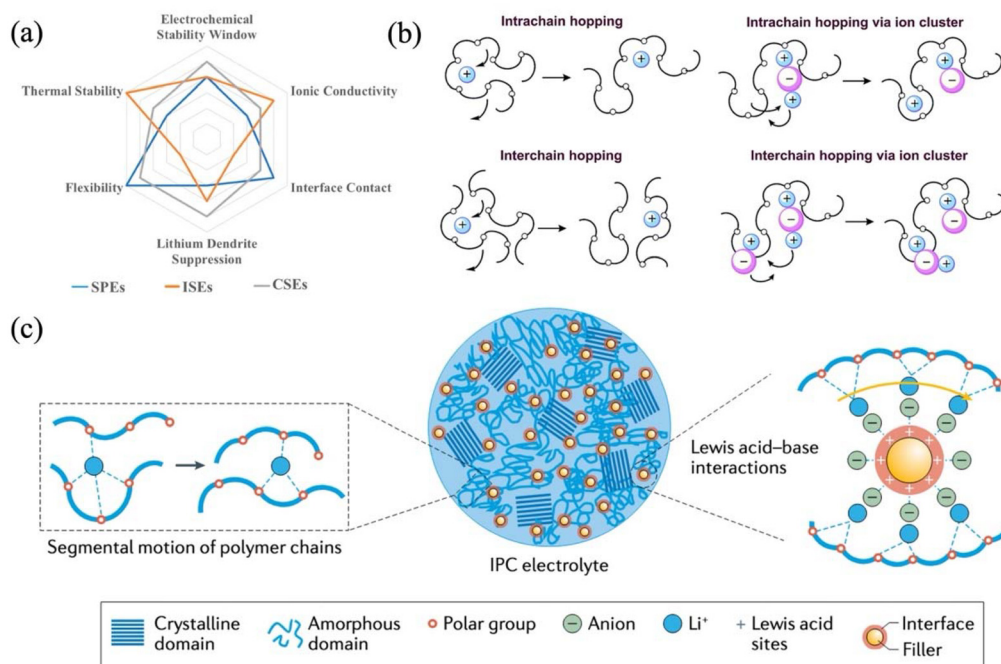 (a)
Electrochemical
Stability Window
Thermal Stability
Ionic Conductivity
Flexibility
Interface Contact
Lithium Dendrite
Suppression
SPEs
ISEs
CSEs
(b)
Intrachain hopping
+
+
Intrachain hopping via ion cluster
+
−
+
+
−
+
Interchain hopping
+
+
Interchain hopping via ion cluster
+
−
+
+
−
+
−
+
−
+
(c)
Segmental motion of polymer chains
IPC electrolyte
Lewis acid–base
interactions
Crystalline
domain
Amorphous
domain
Polar group
Anion
Li⁺
Lewis acid
sites
Interface
Filler